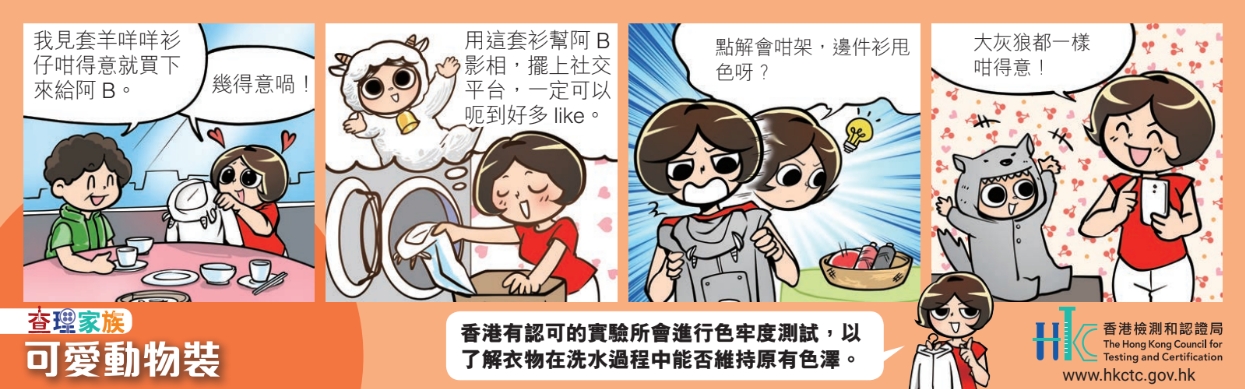 我見套羊咩咩衫
仔咁得意就買下
來給阿 B。
幾得意喎！
用這套衫幫阿 B
影相，擺上社交
平台，一定可以
呃到好多 like。
點解會咁架，邊件衫甩
色呀？
大灰狼都一樣
咁得意！
查理家族
可愛動物裝
香港有認可的實驗所會進行色牢度測試，以
了解衣物在洗水過程中能否維持原有色澤。
HKTC
香港檢測和認證局
The Hong Kong Council for
Testing and Certification
www.hkctc.gov.hk